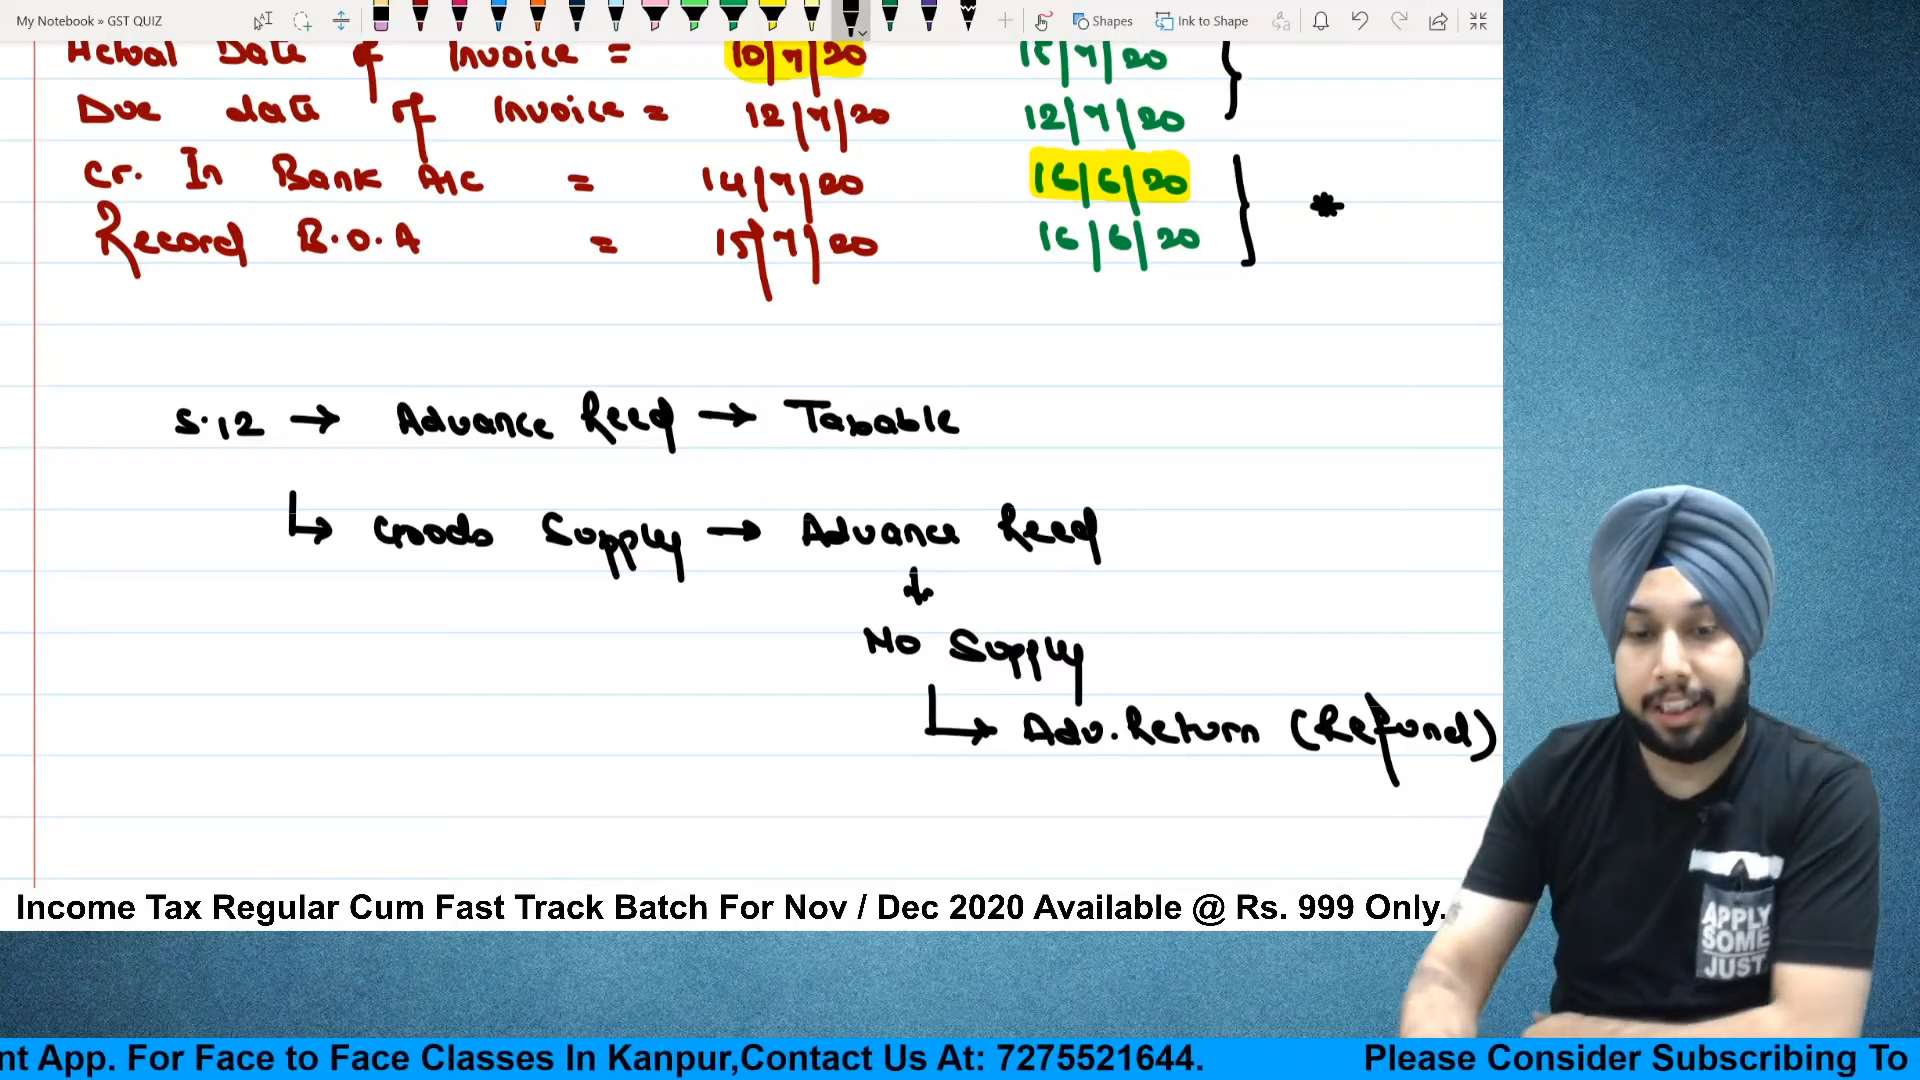 My Notebook » GST QUIZ
Shapes
Ink to Shape
Actual Date of Invoice = 10/7/20 15/7/20
Due date of Invoice = 12/7/20 12/7/20
Cr. In Bank A/c = 14/7/20 16/6/20
Record B.O.A = 15/7/20 16/6/20
S.12 → Advance Recd → Taxable
Goods Supply → Advance Recd
No Supply
Adv. Return (Refund)
APPLY
SOME
JUST
Income Tax Regular Cum Fast Track Batch For Nov / Dec 2020 Available @ Rs. 999 Only.
nt App. For Face to Face Classes In Kanpur,Contact Us At: 7275521644. Please Consider Subscribing To